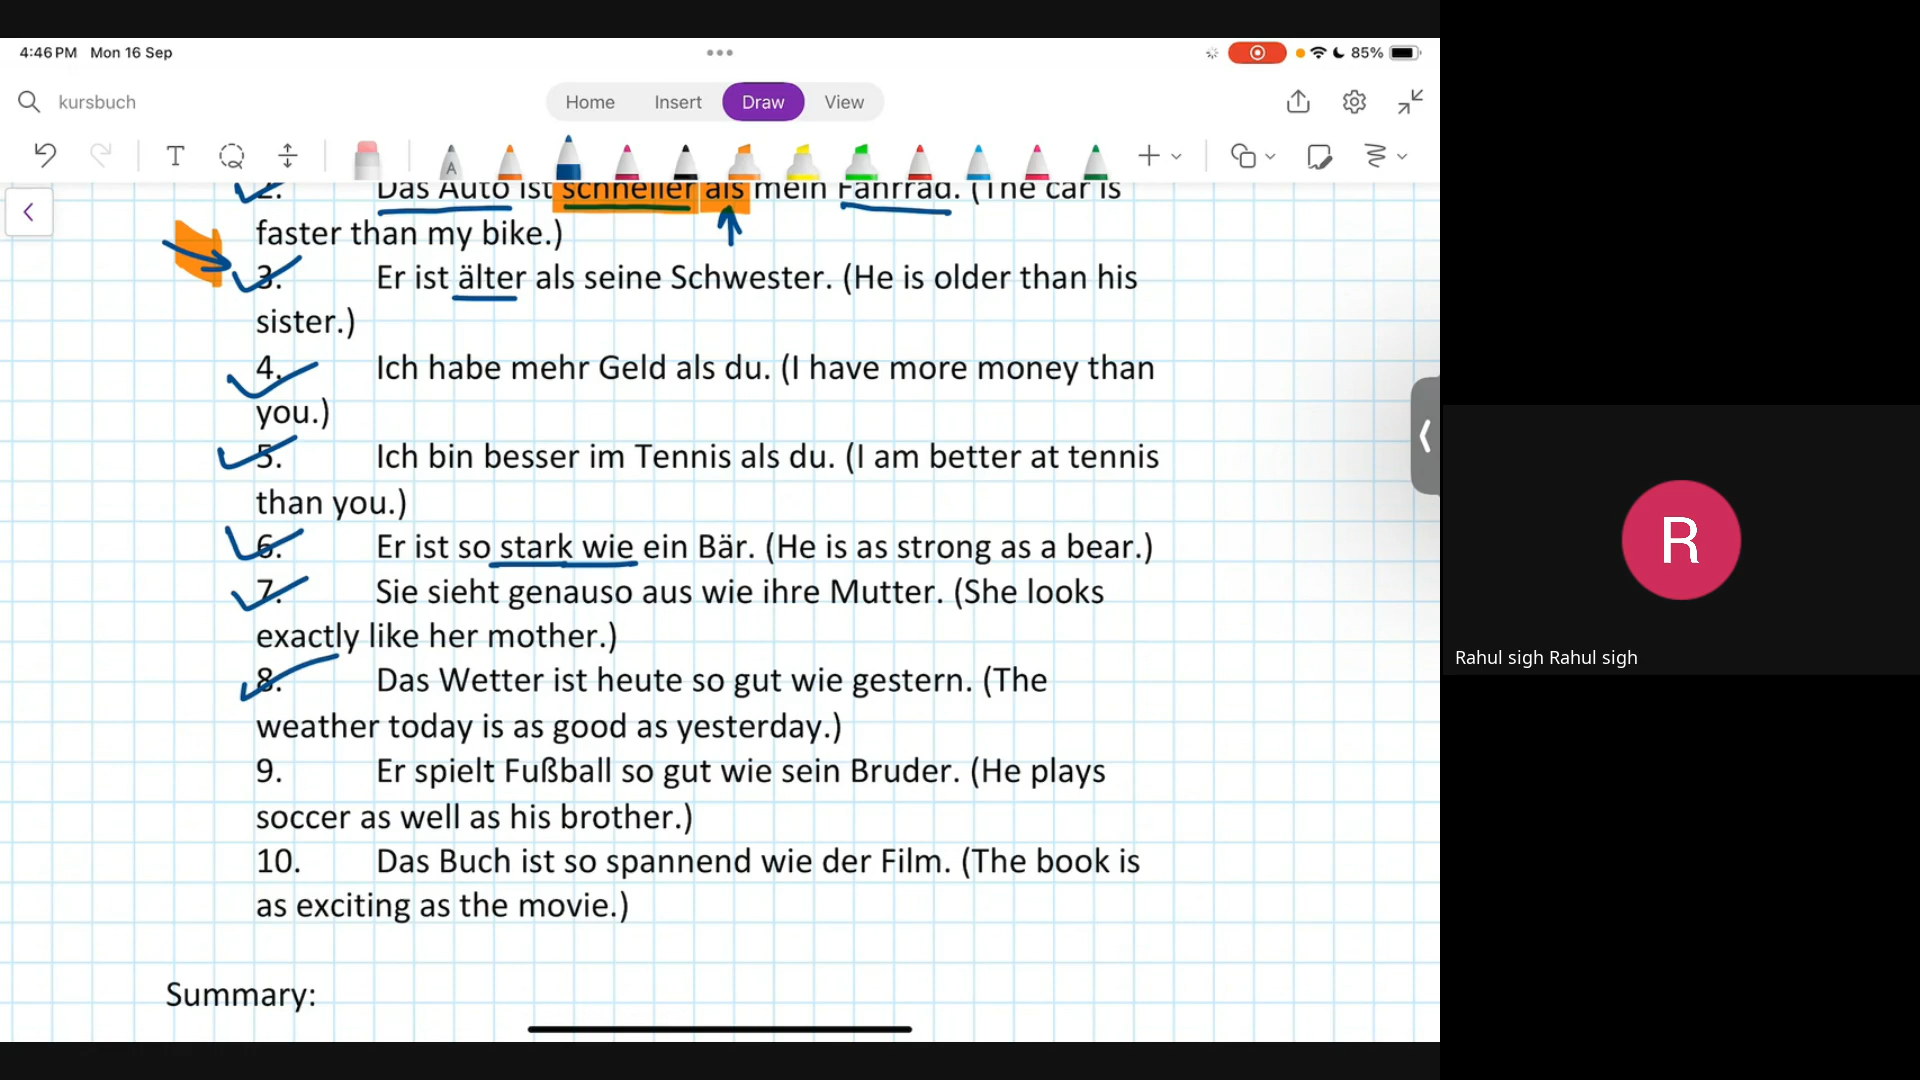 4:46 PM Mon 16 Sep
85%
kursbuch
Home Insert Draw View
T
A
2. Das Auto ist schneller als mein Fahrrad. (The car is
faster than my bike.)
3. Er ist älter als seine Schwester. (He is older than his
sister.)
4. Ich habe mehr Geld als du. (I have more money than
you.)
5. Ich bin besser im Tennis als du. (I am better at tennis
than you.)
6. Er ist so stark wie ein Bär. (He is as strong as a bear.)
7. Sie sieht genauso aus wie ihre Mutter. (She looks
exactly like her mother.)
8. Das Wetter ist heute so gut wie gestern. (The
weather today is as good as yesterday.)
9. Er spielt Fußball so gut wie sein Bruder. (He plays
soccer as well as his brother.)
10. Das Buch ist so spannend wie der Film. (The book is
as exciting as the movie.)
Summary:
R
Rahul sigh Rahul sigh